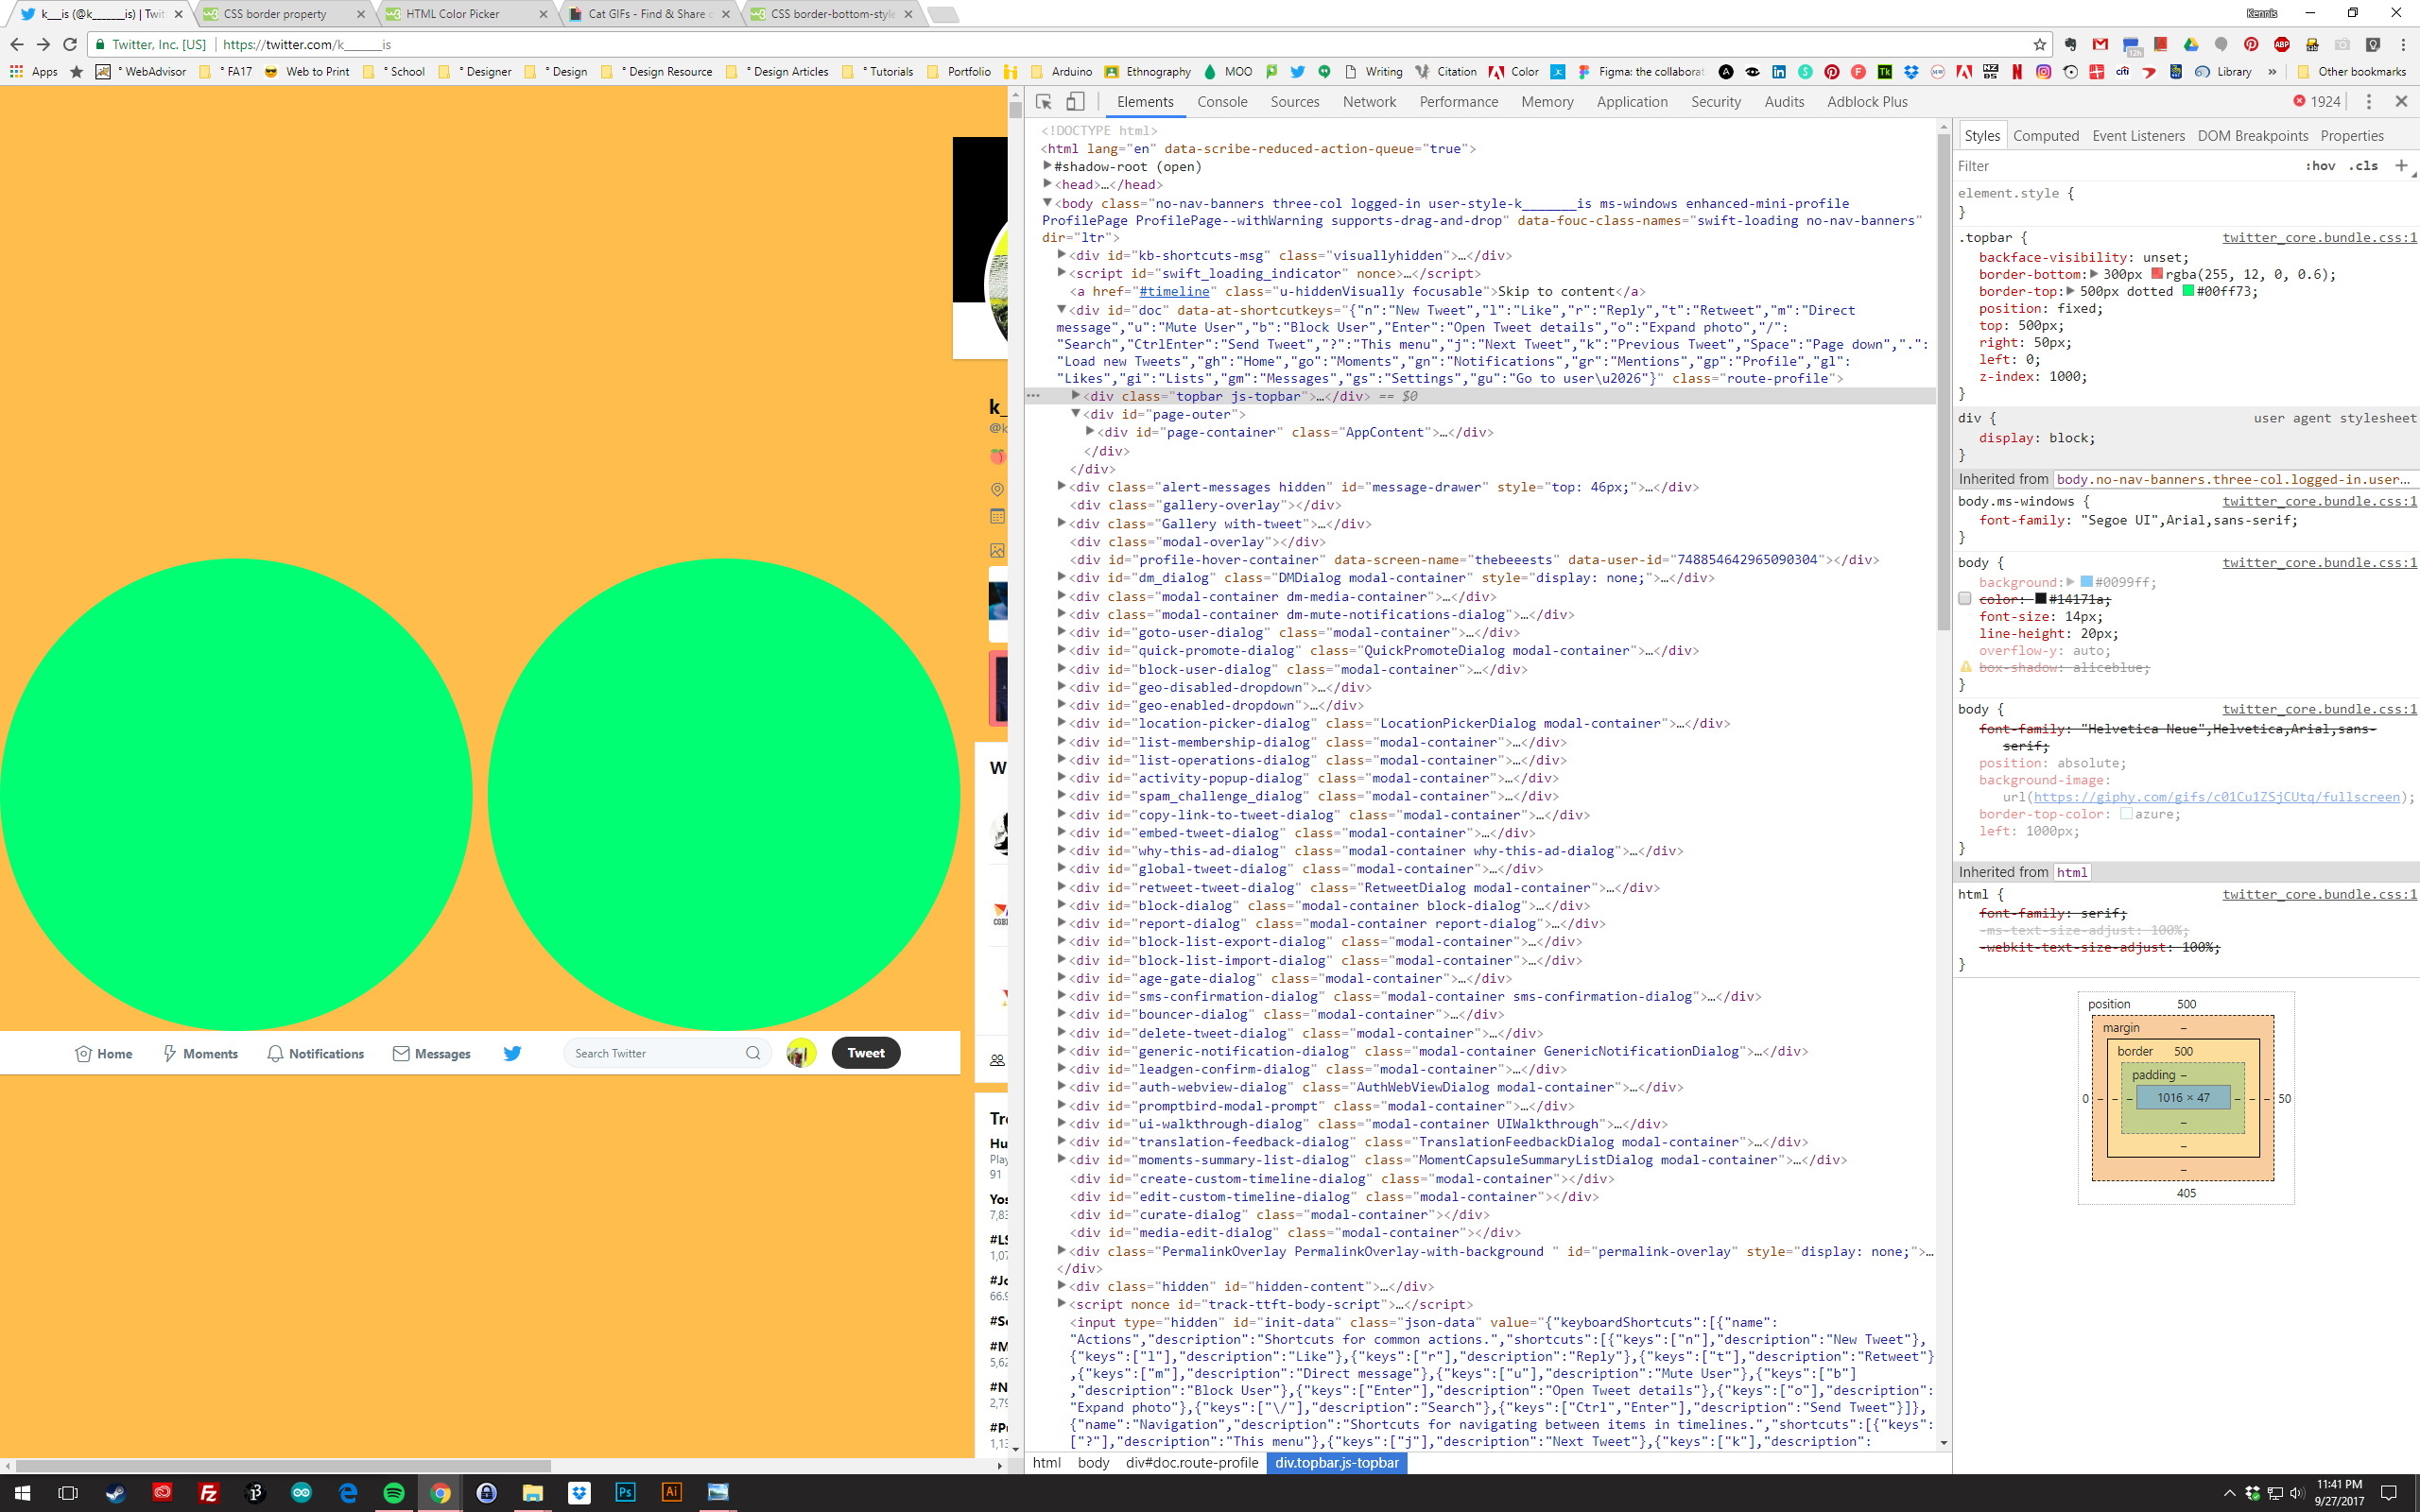 k___is (@k______is) | Twit
CSS border property
HTML Color Picker
Cat GIFs - Find & Share o
CSS border-bottom-style
Kennis
Twitter, Inc. [US]
https://twitter.com/k______is
Apps
* WebAdvisor
* FA17
Web to Print
* School
* Designer
* Design
* Design Resource
* Design Articles
* Tutorials
Portfolio
Arduino
Ethnography
MOO
Writing
Citation
Color
Figma: the collaborat
Library
Other bookmarks
Home
Moments
Notifications
Messages
Search Twitter
Tweet
Elements
Console
Sources
Network
Performance
Memory
Application
Security
Audits
Adblock Plus
1924
<!DOCTYPE html>
<html lang="en" data-scribe-reduced-action-queue="true">
#shadow-root (open)
<head>…</head>
<body class="no-nav-banners three-col logged-in user-style-k_______is ms-windows enhanced-mini-profile
ProfilePage ProfilePage--withWarning supports-drag-and-drop" data-fouc-class-names="swift-loading no-nav-banners"
dir="ltr">
<div id="kb-shortcuts-msg" class="visuallyhidden">…</div>
<script id="swift_loading_indicator" nonce>…</script>
<a href="#timeline" class="u-hiddenVisually focusable">Skip to content</a>
<div id="doc" data-at-shortcutkeys="{"n":"New Tweet","l":"Like","r":"Reply","t":"Retweet","m":"Direct
message","u":"Mute User","b":"Block User","Enter":"Open Tweet details","o":"Expand photo","/":
"Search","CtrlEnter":"Send Tweet","?":"This menu","j":"Next Tweet","k":"Previous Tweet","Space":"Page down",".":
"Load new Tweets","gh":"Home","go":"Moments","gn":"Notifications","gr":"Mentions","gp":"Profile","gl":
"Likes","gi":"Lists","gm":"Messages","gs":"Settings","gu":"Go to user\u2026"}" class="route-profile">
<div class="topbar js-topbar">…</div> == $0
<div id="page-outer">
<div id="page-container" class="AppContent">…</div>
</div>
</div>
<div class="alert-messages hidden" id="message-drawer" style="top: 46px;">…</div>
<div class="gallery-overlay"></div>
<div class="Gallery with-tweet">…</div>
<div class="modal-overlay"></div>
<div id="profile-hover-container" data-screen-name="thebeeests" data-user-id="748854642965090304"></div>
<div id="dm_dialog" class="DMDialog modal-container" style="display: none;">…</div>
<div class="modal-container dm-media-container">…</div>
<div class="modal-container dm-mute-notifications-dialog">…</div>
<div id="goto-user-dialog" class="modal-container">…</div>
<div id="quick-promote-dialog" class="QuickPromoteDialog modal-container">…</div>
<div id="block-user-dialog" class="modal-container">…</div>
<div id="geo-disabled-dropdown">…</div>
<div id="geo-enabled-dropdown">…</div>
<div id="location-picker-dialog" class="LocationPickerDialog modal-container">…</div>
<div id="list-membership-dialog" class="modal-container">…</div>
<div id="list-operations-dialog" class="modal-container">…</div>
<div id="activity-popup-dialog" class="modal-container">…</div>
<div id="spam_challenge_dialog" class="modal-container">…</div>
<div id="copy-link-to-tweet-dialog" class="modal-container">…</div>
<div id="embed-tweet-dialog" class="modal-container">…</div>
<div id="why-this-ad-dialog" class="modal-container why-this-ad-dialog">…</div>
<div id="global-tweet-dialog" class="modal-container">…</div>
<div id="retweet-tweet-dialog" class="RetweetDialog modal-container">…</div>
<div id="block-dialog" class="modal-container block-dialog">…</div>
<div id="report-dialog" class="modal-container report-dialog">…</div>
<div id="block-list-export-dialog" class="modal-container">…</div>
<div id="block-list-import-dialog" class="modal-container">…</div>
<div id="age-gate-dialog" class="modal-container">…</div>
<div id="sms-confirmation-dialog" class="modal-container sms-confirmation-dialog">…</div>
<div id="bouncer-dialog" class="modal-container">…</div>
<div id="delete-tweet-dialog" class="modal-container">…</div>
<div id="generic-notification-dialog" class="modal-container GenericNotificationDialog">…</div>
<div id="leadgen-confirm-dialog" class="modal-container">…</div>
<div id="auth-webview-dialog" class="AuthWebViewDialog modal-container">…</div>
<div id="promptbird-modal-prompt" class="modal-container">…</div>
<div id="ui-walkthrough-dialog" class="modal-container UIWalkthrough">…</div>
<div id="translation-feedback-dialog" class="TranslationFeedbackDialog modal-container">…</div>
<div id="moments-summary-list-dialog" class="MomentCapsuleSummaryListDialog modal-container">…</div>
<div id="create-custom-timeline-dialog" class="modal-container"></div>
<div id="edit-custom-timeline-dialog" class="modal-container"></div>
<div id="curate-dialog" class="modal-container"></div>
<div id="media-edit-dialog" class="modal-container"></div>
<div class="PermalinkOverlay PermalinkOverlay-with-background " id="permalink-overlay" style="display: none;">…
</div>
<div class="hidden" id="hidden-content">…</div>
<script nonce id="track-ttft-body-script">…</script>
<input type="hidden" id="init-data" class="json-data" value="{"keyboardShortcuts":[{"name":
"Actions","description":"Shortcuts for common actions.","shortcuts":[{"keys":["n"],"description":"New Tweet"},
{"keys":["l"],"description":"Like"},{"keys":["r"],"description":"Reply"},{"keys":["t"],"description":"Retweet"}
,{"keys":["m"],"description":"Direct message"},{"keys":["u"],"description":"Mute User"},{"keys":["b"]
,"description":"Block User"},{"keys":["Enter"],"description":"Open Tweet details"},{"keys":["o"],"description":
"Expand photo"},{"keys":["\/"],"description":"Search"},{"keys":["Ctrl","Enter"],"description":"Send Tweet"}]},
{"name":"Navigation","description":"Shortcuts for navigating between items in timelines.","shortcuts":[{"keys":
["?"],"description":"This menu"},{"keys":["j"],"description":"Next Tweet"},{"keys":["k"],"description":
html
body
div#doc.route-profile
div.topbar.js-topbar
Styles
Computed
Event Listeners
DOM Breakpoints
Properties
Filter
:hov
.cls
element.style {
}
.topbar {
twitter_core.bundle.css:1
backface-visibility: unset;
border-bottom: 300px rgba(255, 12, 0, 0.6);
border-top: 500px dotted #00ff73;
position: fixed;
top: 500px;
right: 50px;
left: 0;
z-index: 1000;
}
div {
user agent stylesheet
display: block;
}
Inherited from body.no-nav-banners.three-col.logged-in.user…
body.ms-windows {
twitter_core.bundle.css:1
font-family: "Segoe UI",Arial,sans-serif;
}
body {
twitter_core.bundle.css:1
background: #0099ff;
color: #14171a;
font-size: 14px;
line-height: 20px;
overflow-y: auto;
box-shadow: aliceblue;
}
body {
twitter_core.bundle.css:1
font-family: "Helvetica Neue",Helvetica,Arial,sans-
serif;
position: absolute;
background-image:
url(https://giphy.com/gifs/c01Cu1ZSjCUtq/fullscreen);
border-top-color: azure;
left: 1000px;
}
Inherited from html
html {
twitter_core.bundle.css:1
font-family: serif;
-ms-text-size-adjust: 100%;
-webkit-text-size-adjust: 100%;
}
position 500
margin –
border 500
padding –
0 – – – 1016 × 47 – – – 50
–
–
–
405
11:41 PM
9/27/2017